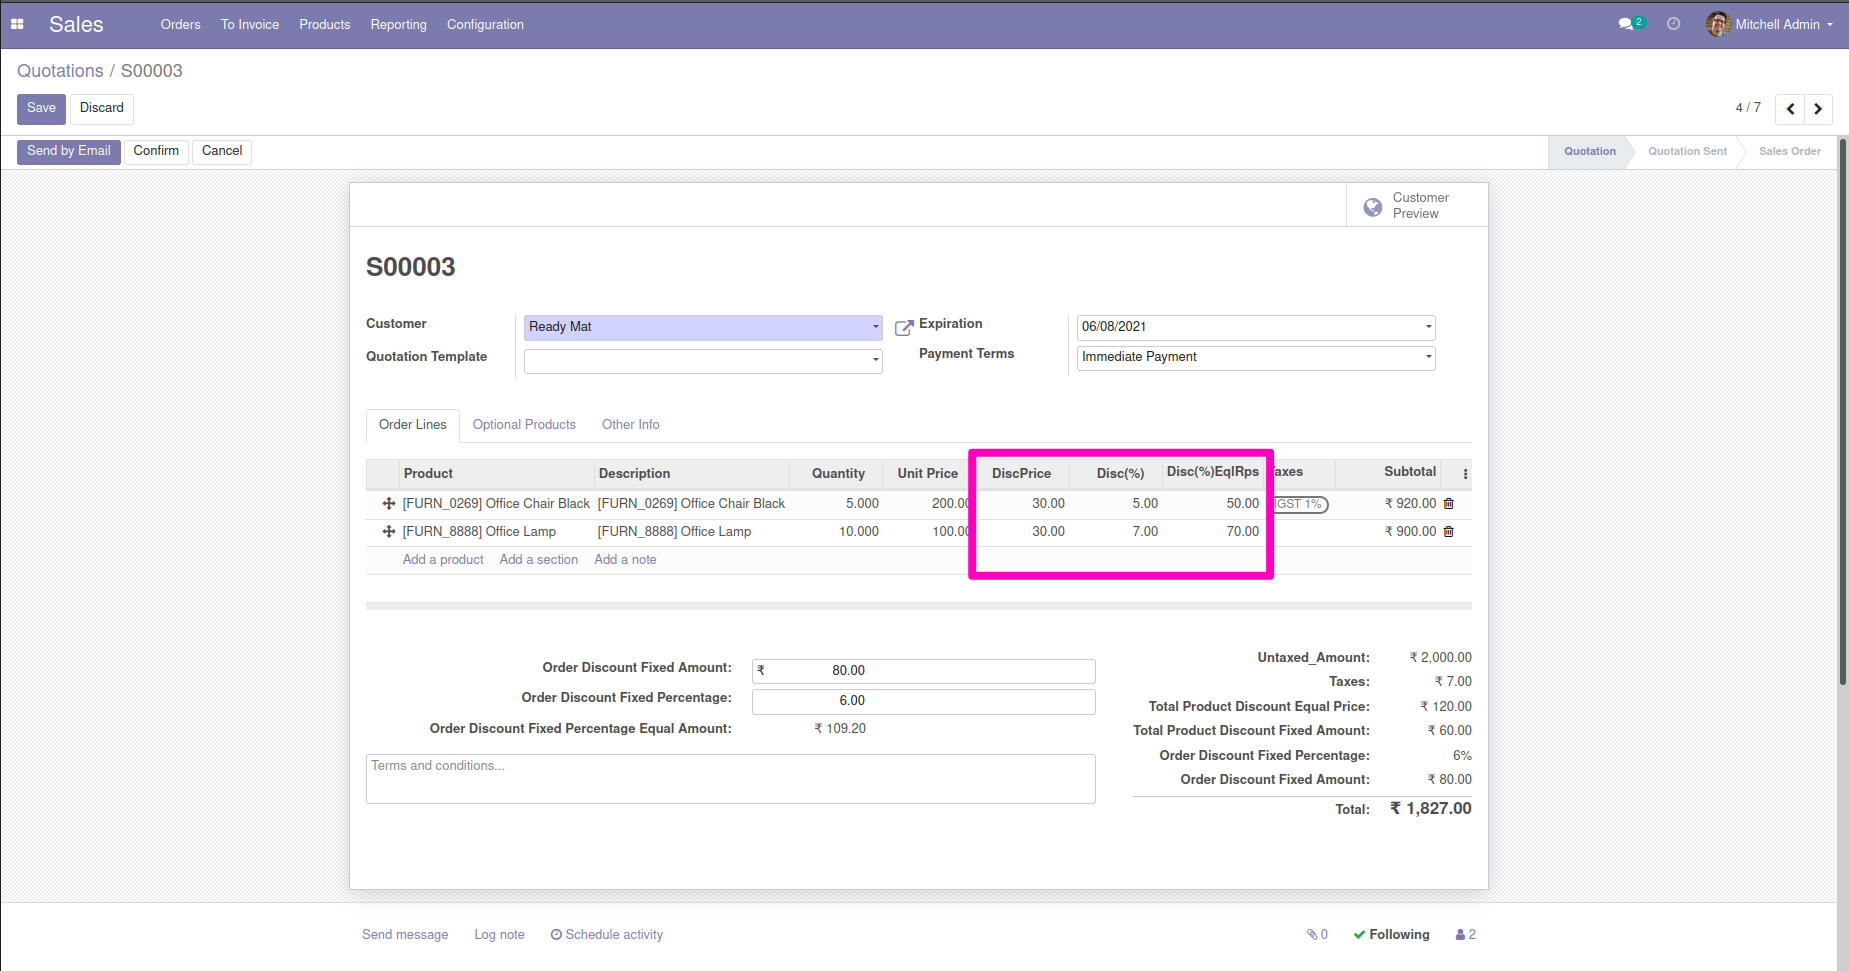 Sales Orders To Invoice Products Reporting Configuration 2 Mitchell Admin
Quotations / S00003
Save Discard 4 / 7
Send by Email Confirm Cancel Quotation Quotation Sent Sales Order
Customer
Preview
S00003
Customer Ready Mat Expiration 06/08/2021
Quotation Template Payment Terms Immediate Payment
Order Lines Optional Products Other Info
Product Description Quantity Unit Price DiscPrice Disc(%) Disc(%)EqlRps axes Subtotal
[FURN_0269] Office Chair Black [FURN_0269] Office Chair Black 5.000 200.00 30.00 5.00 50.00 IGST 1% ₹ 920.00
[FURN_8888] Office Lamp [FURN_8888] Office Lamp 10.000 100.00 30.00 7.00 70.00 ₹ 900.00
Add a product Add a section Add a note
Order Discount Fixed Amount: ₹ 80.00
Order Discount Fixed Percentage: 6.00
Order Discount Fixed Percentage Equal Amount: ₹ 109.20
Terms and conditions...
Untaxed_Amount: ₹ 2,000.00
Taxes: ₹ 7.00
Total Product Discount Equal Price: ₹ 120.00
Total Product Discount Fixed Amount: ₹ 60.00
Order Discount Fixed Percentage: 6%
Order Discount Fixed Amount: ₹ 80.00
Total: ₹ 1,827.00
Send message Log note Schedule activity 0 Following 2